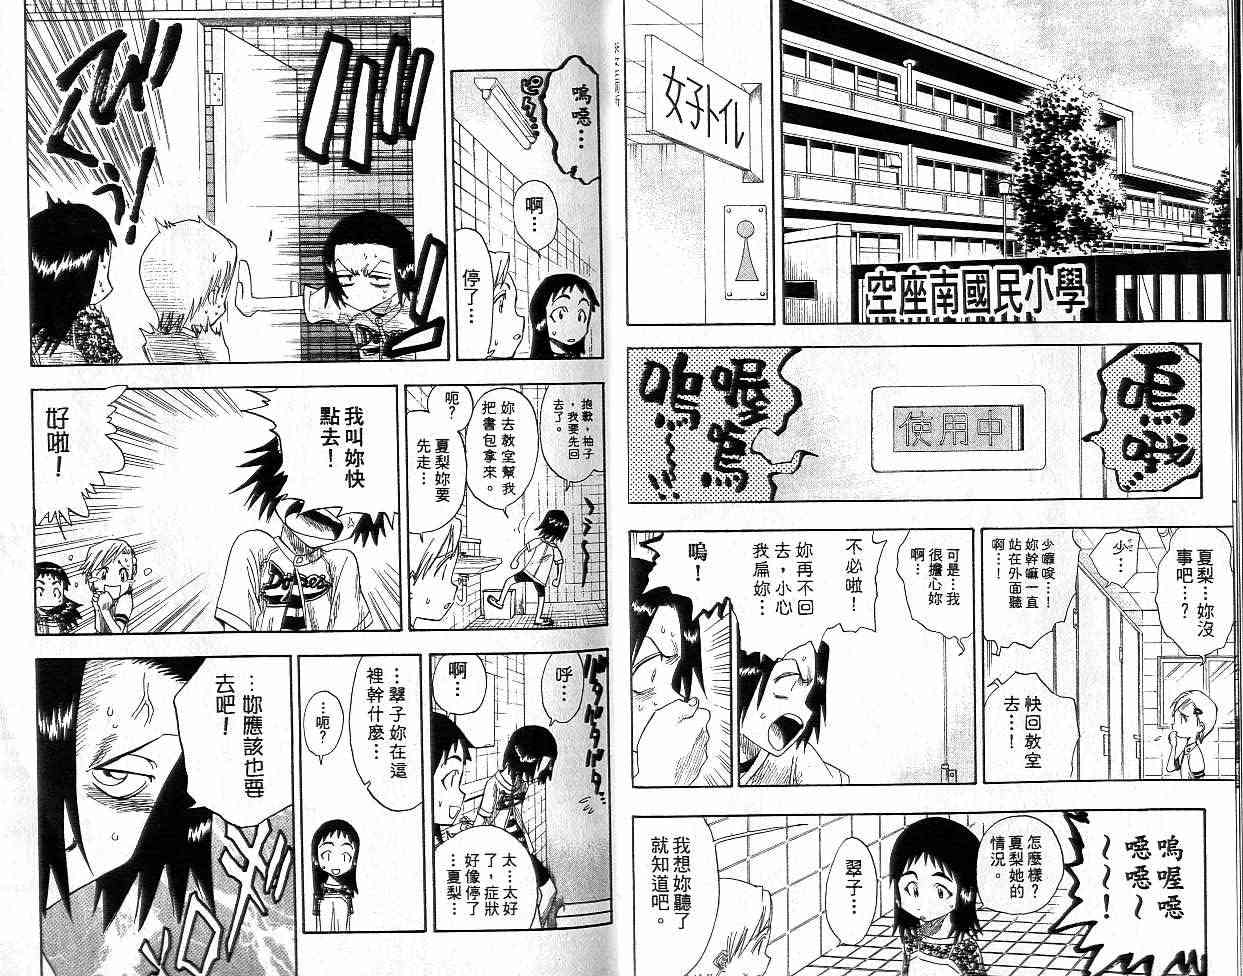 空座南國民小學
女子トイレ
嗚
哦
使用中
喔
嗚
嗚
夏梨…妳沒
事吧…?
少…
少囉唆…!
妳幹嘛一直
站在外面聽
啊…!
快回教室
去…!
可是…我
很擔心妳
啊…
不必啦!
妳再不回
去,小心
我扁妳…
嗚!
嗚喔噁
噁噁~
~~!
怎麼樣?
夏梨她的
情況。
翠子…
我想妳聽了
就知道吧。
嗚噁…
啊…
停了…
抱歉,柚子
,我要先回
去了。
妳去教室幫我
把書包拿來。
呃?
夏梨妳要
先走…
我叫妳快
點去!
好啦!
呼…
啊…
太…太好
了,症狀
好像停了
…夏梨…
…翠子妳在這
裡幹什麼…
…呃?
…妳應該也要
去吧!